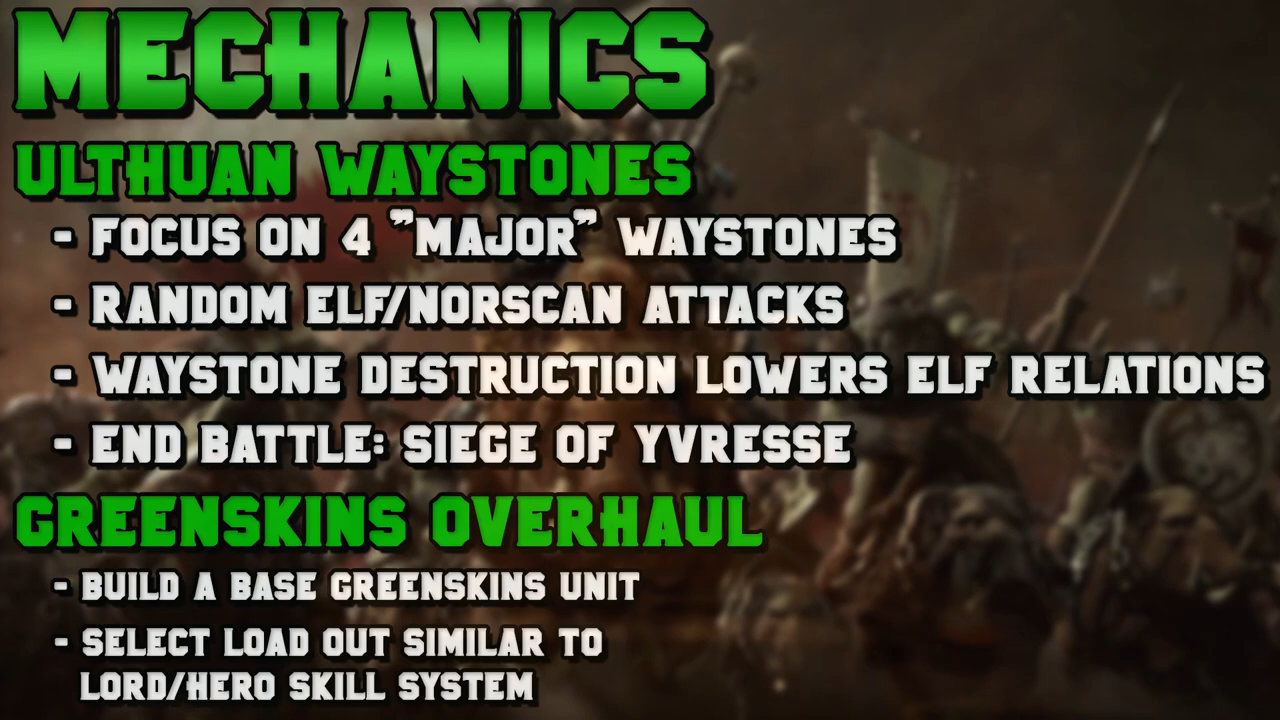 MECHANICS
ULTHUAN WAYSTONES
- FOCUS ON 4 "MAJOR" WAYSTONES
- RANDOM ELF/NORSCAN ATTACKS
- WAYSTONE DESTRUCTION LOWERS ELF RELATIONS
- END BATTLE: SIEGE OF YVRESSE
GREENSKINS OVERHAUL
- BUILD A BASE GREENSKINS UNIT
- SELECT LOAD OUT SIMILAR TO
LORD/HERO SKILL SYSTEM